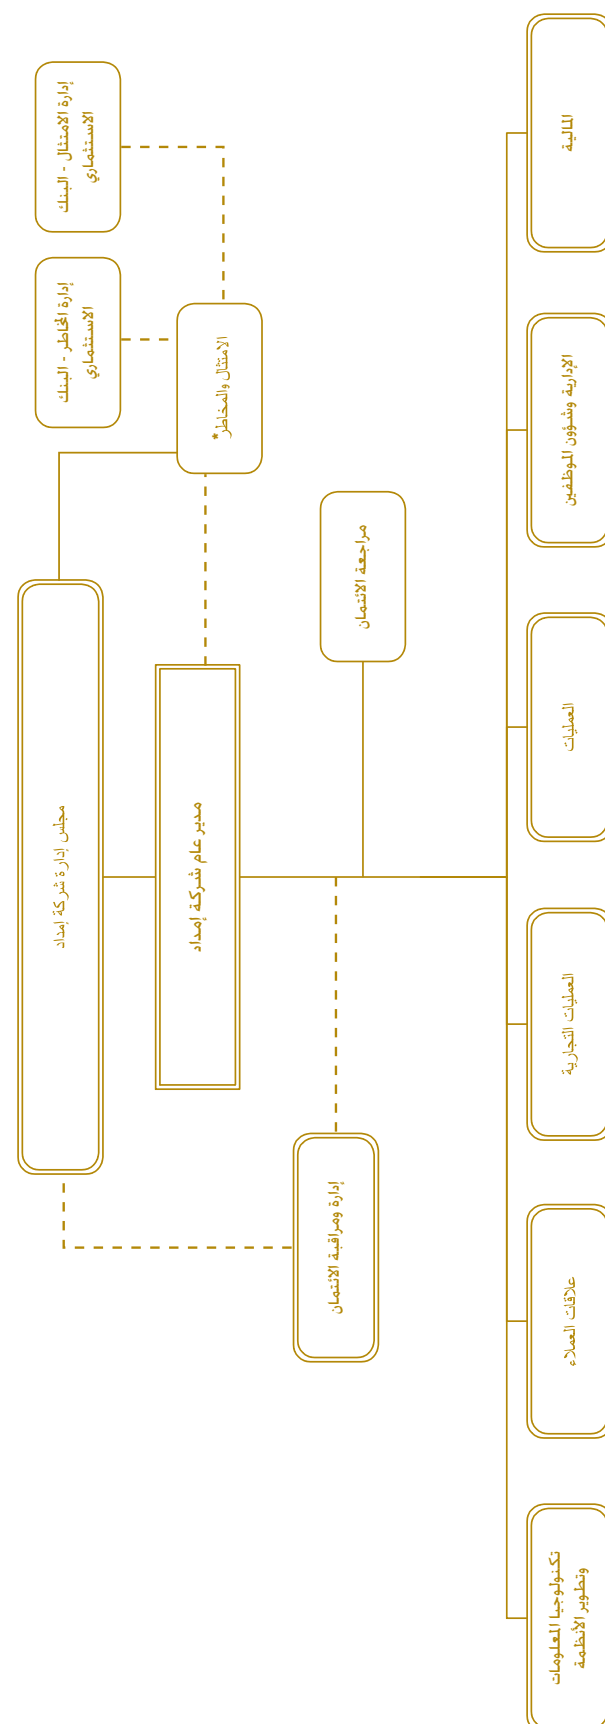 إدارة الامتثال - البنك
الاستثماري
إدارة المخاطر - البنك
الاستثماري
الامتثال والمخاطر*
مراجعة الائتمان
مجلس إدارة شركة إمداد
مدير عام شركة إمداد
إدارة ومراقبة الائتمان
المالية
الإدارية وشؤون الموظفين
العمليات
العمليات التجارية
علاقات العملاء
تكنولوجيا المعلومات
وتطوير الأنظمة